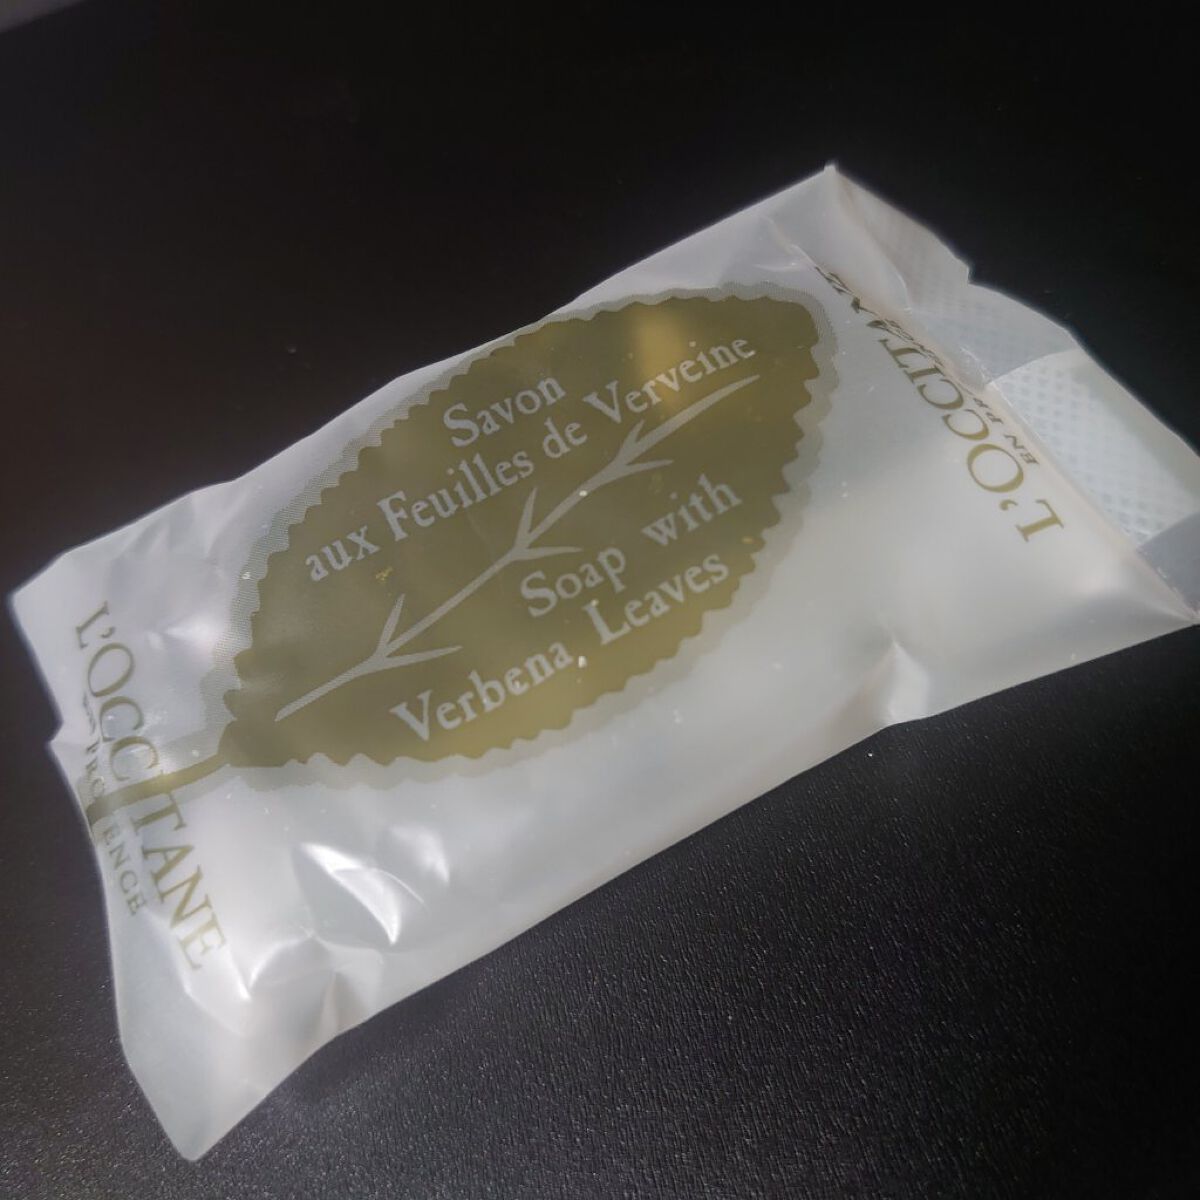 Savon
aux Feuilles de Verveine
Soap with
Verbena Leaves
L'OCCITANE
L'OCCITANE